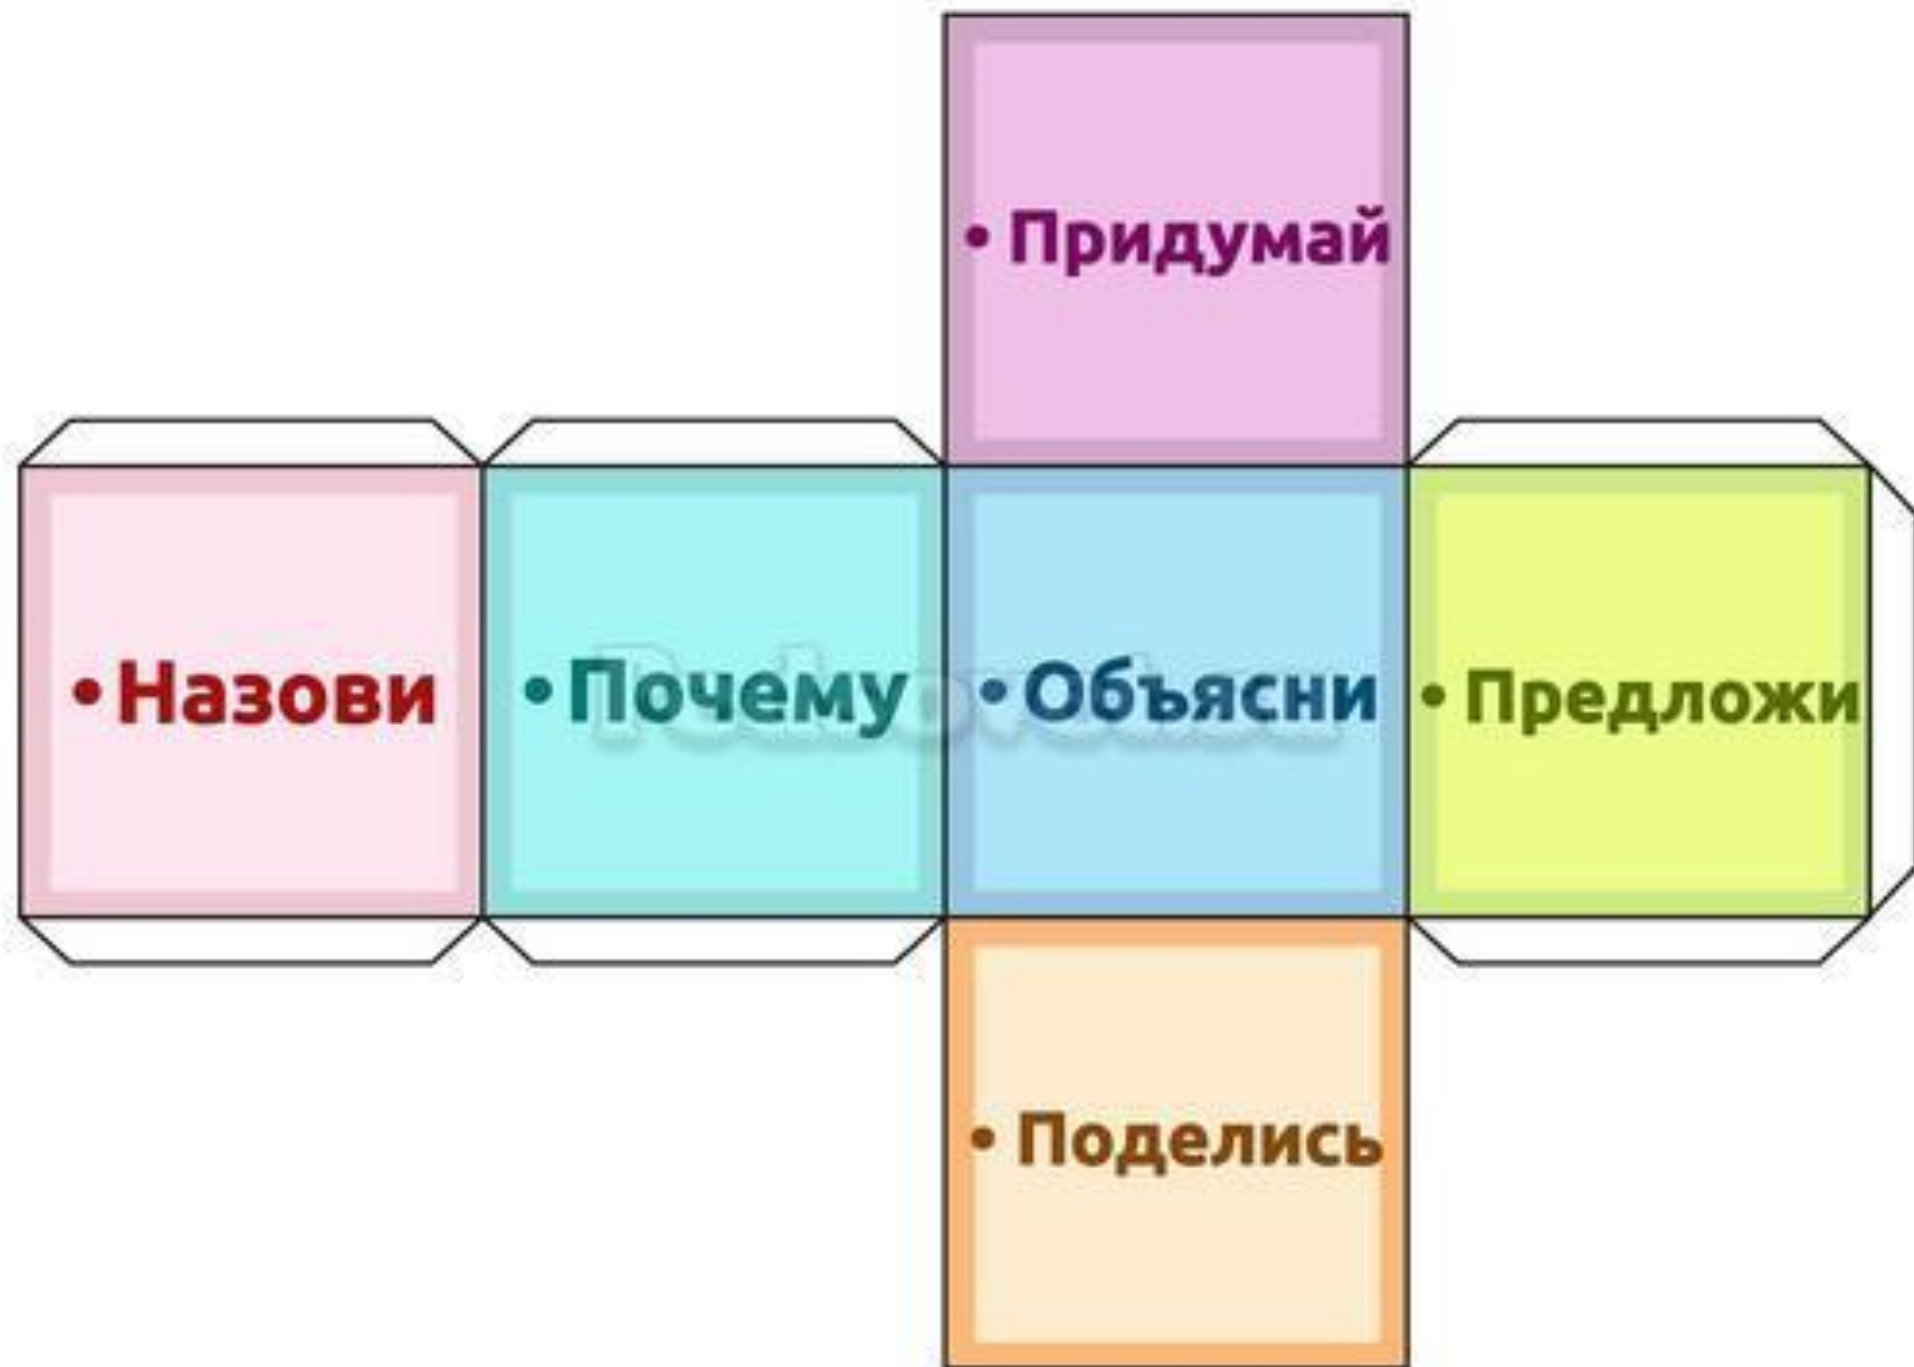 • Придумай
• Назови
• Почему
• Объясни
• Предложи
• Поделись